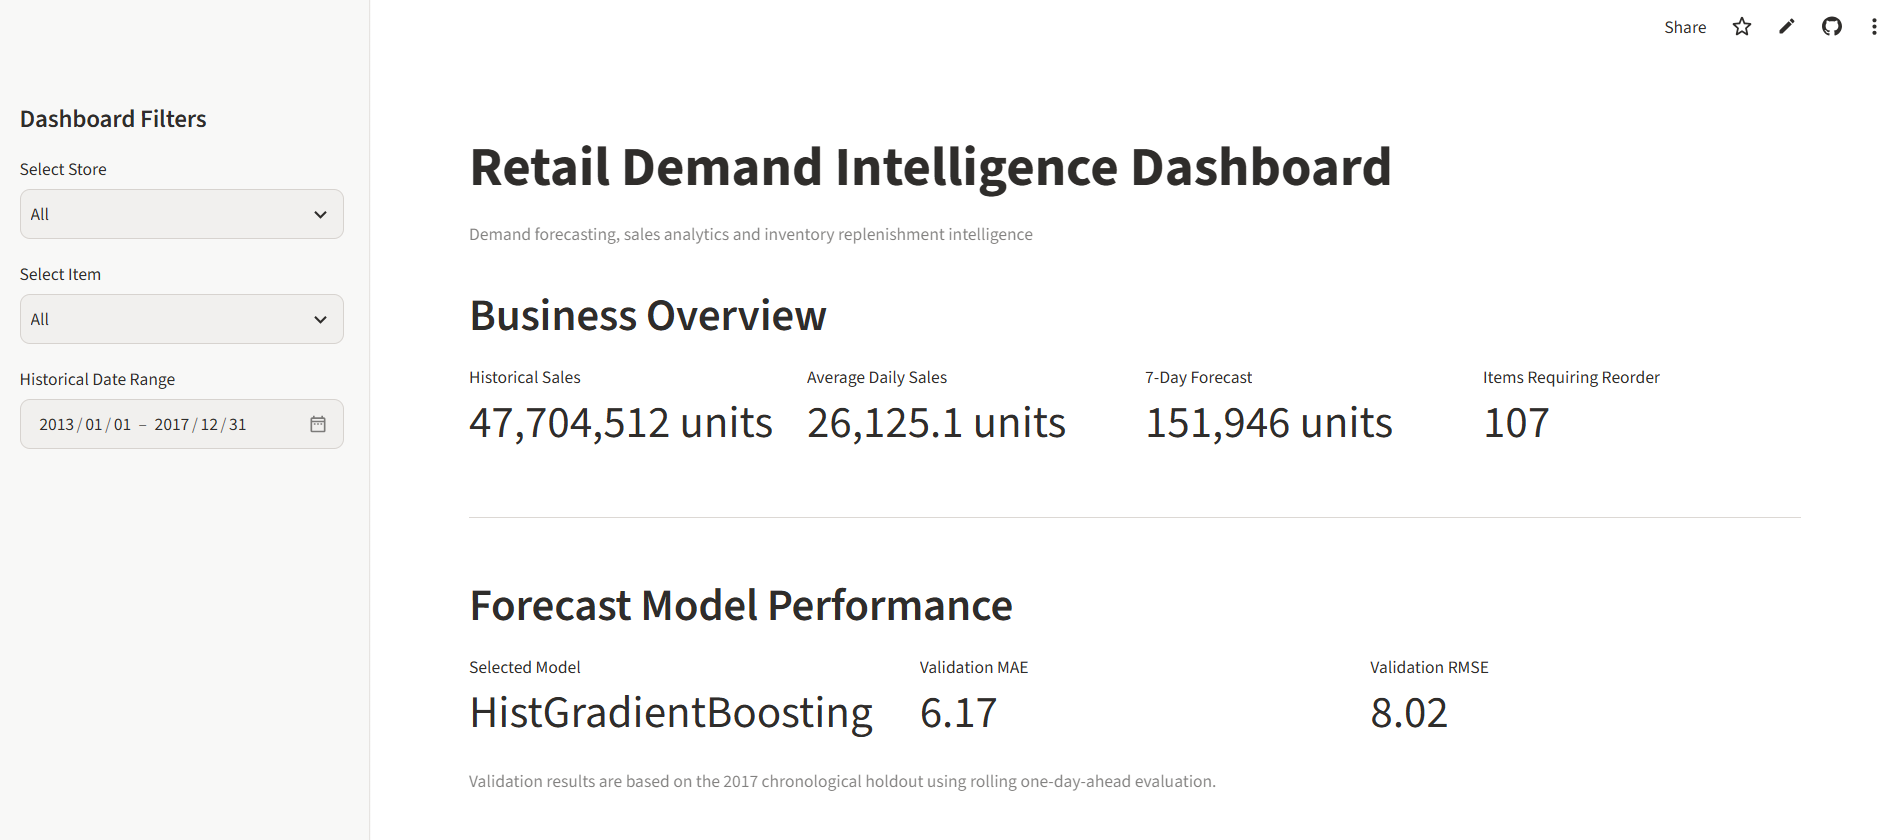 Share
Dashboard Filters
Select Store
All
Select Item
All
Historical Date Range
2013/01/01 – 2017/12/31
Retail Demand Intelligence Dashboard
Demand forecasting, sales analytics and inventory replenishment intelligence
Business Overview
Historical Sales
47,704,512 units
Average Daily Sales
26,125.1 units
7-Day Forecast
151,946 units
Items Requiring Reorder
107
Forecast Model Performance
Selected Model
HistGradientBoosting
Validation MAE
6.17
Validation RMSE
8.02
Validation results are based on the 2017 chronological holdout using rolling one-day-ahead evaluation.